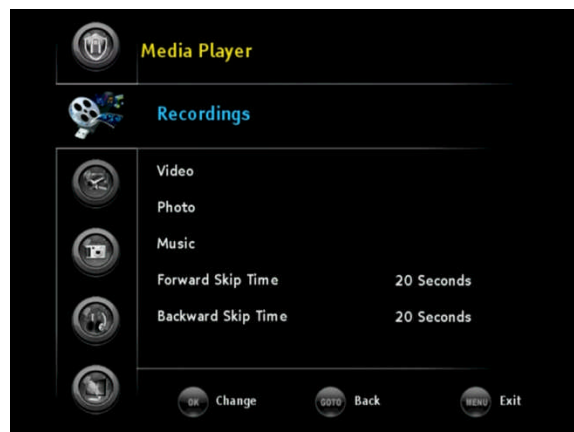 Media Player
Recordings
Video
Photo
Music
Forward Skip Time 20 Seconds
Backward Skip Time 20 Seconds
OK Change GOTO Back MENU Exit